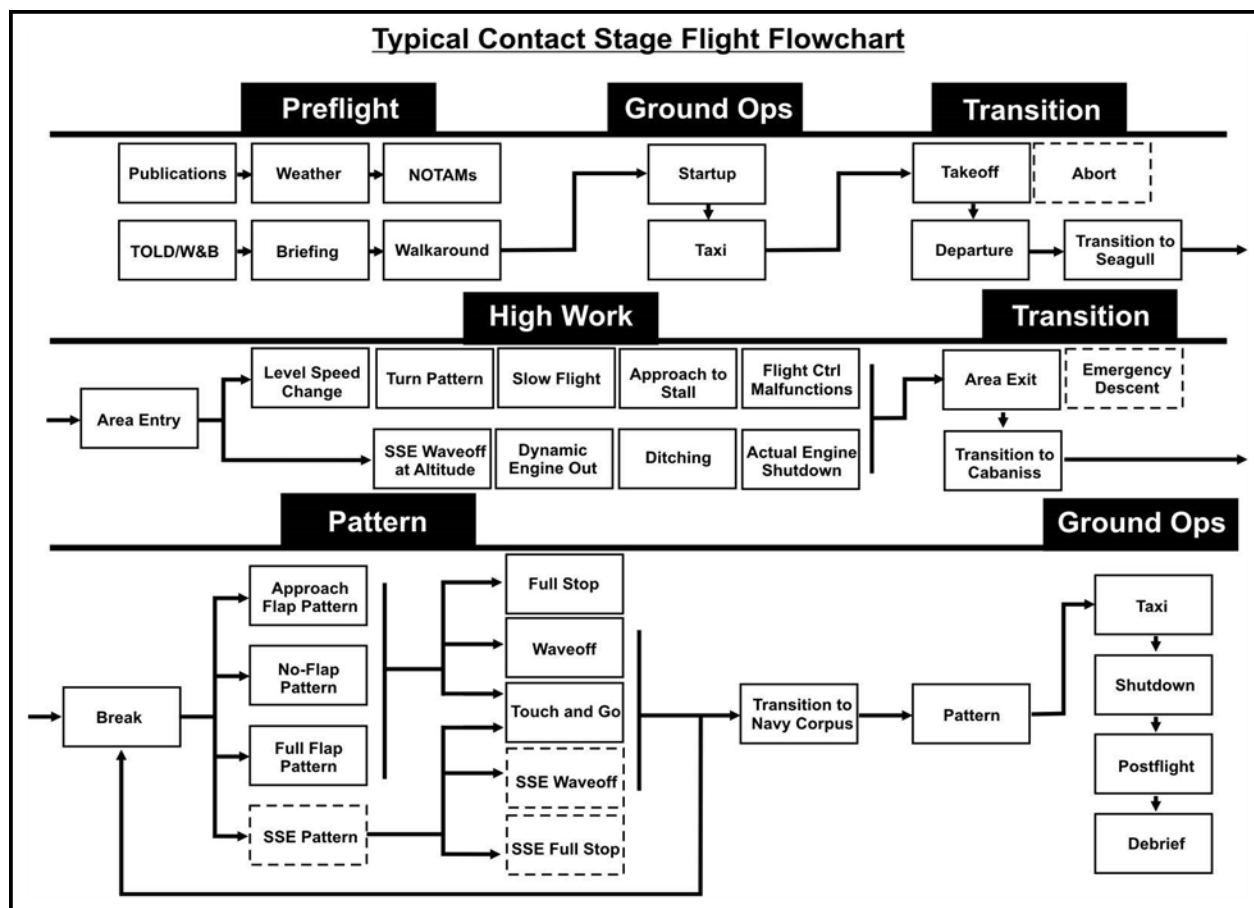 Typical Contact Stage Flight Flowchart
Preflight
Ground Ops
Transition
Publications
Weather
NOTAMs
Startup
Takeoff
Abort
TOLD/W&B
Briefing
Walkaround
Taxi
Departure
Transition to
Seagull
High Work
Transition
Area Entry
Level Speed
Change
Turn Pattern
Slow Flight
Approach to
Stall
Flight Ctrl
Malfunctions
Area Exit
Emergency
Descent
SSE Waveoff
at Altitude
Dynamic
Engine Out
Ditching
Actual Engine
Shutdown
Transition to
Cabaniss
Pattern
Ground Ops
Break
Approach
Flap Pattern
No-Flap
Pattern
Full Flap
Pattern
SSE Pattern
Full Stop
Waveoff
Touch and Go
SSE Waveoff
SSE Full Stop
Transition to
Navy Corpus
Pattern
Taxi
Shutdown
Postflight
Debrief